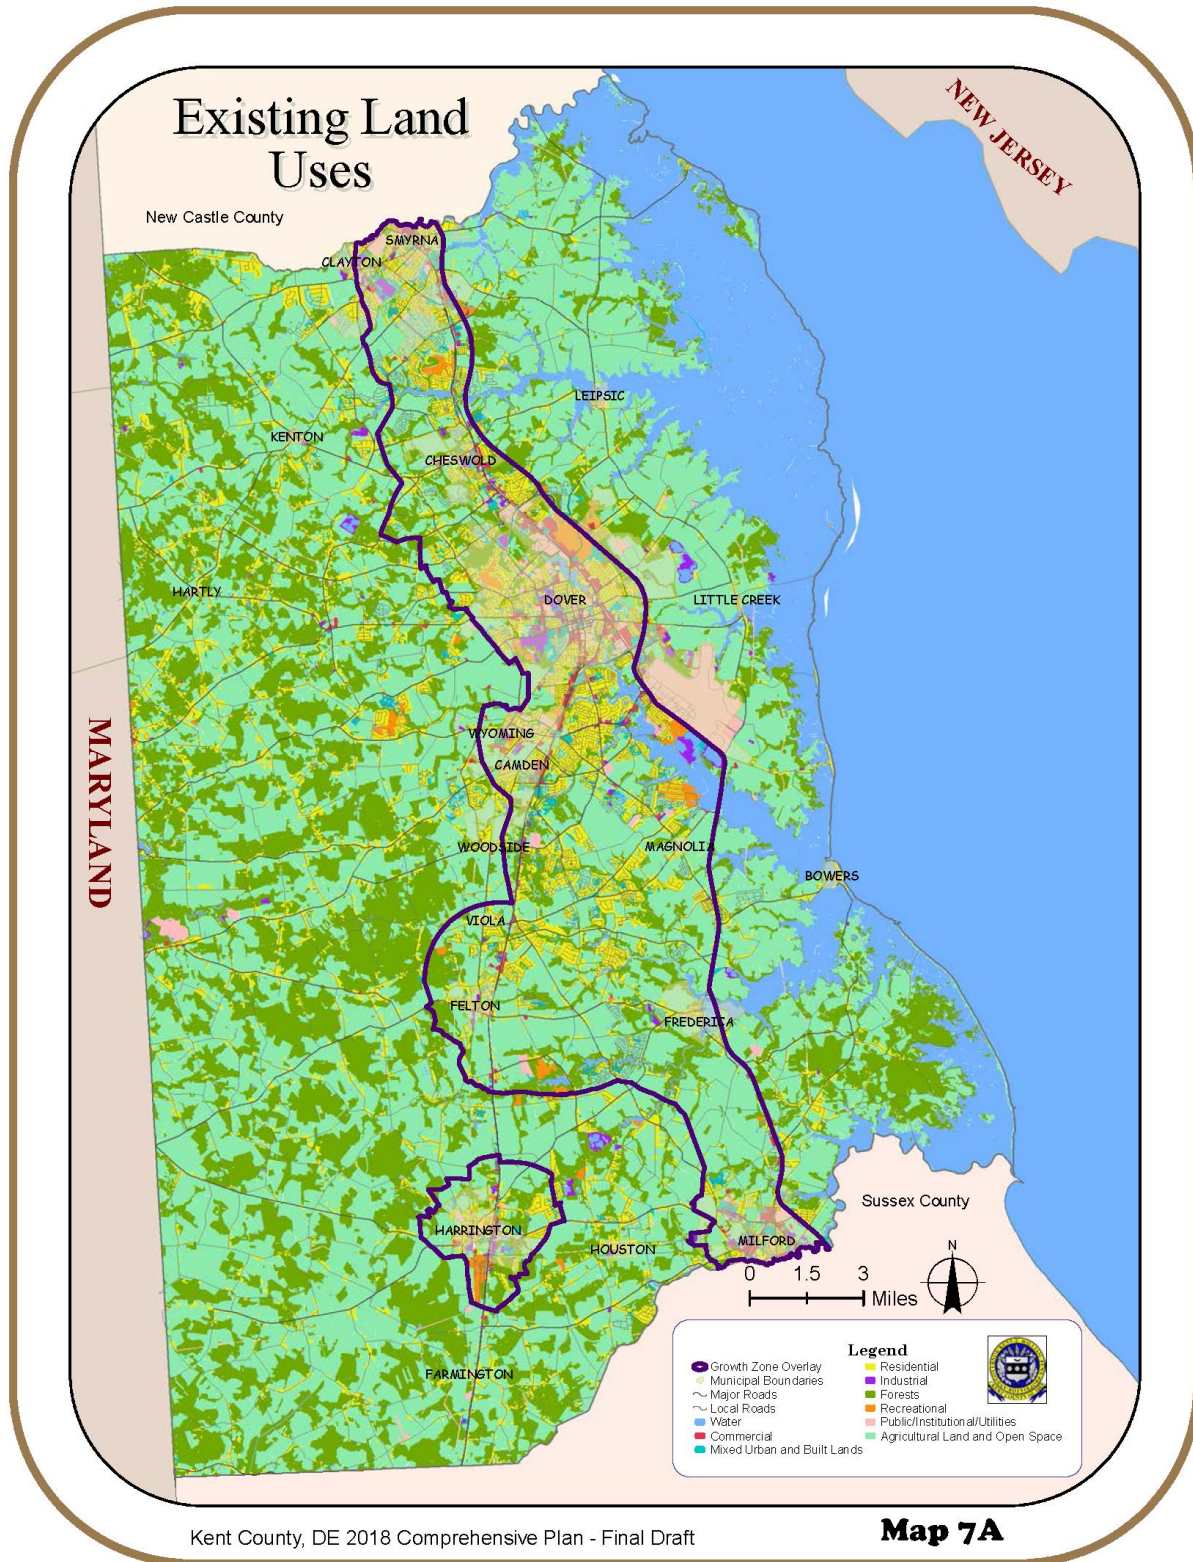 Existing Land
Uses
NEW JERSEY
New Castle County
SMYRNA
CLAYTON
LEIPSIC
KENTON
CHESWOLD
HARTLY
DOVER
LITTLE CREEK
MARYLAND
WYOMING
CAMDEN
WOODSIDE
MAGNOLIA
BOWERS
VIOLA
FELTON
FREDERICA
Sussex County
HARRINGTON
HOUSTON
MILFORD
N
0 1.5 3
Miles
FARMINGTON
Legend
Growth Zone Overlay
Municipal Boundaries
Major Roads
Local Roads
Water
Commercial
Mixed Urban and Built Lands
Residential
Industrial
Forests
Recreational
Public/Institutional/Utilities
Agricultural Land and Open Space
Kent County, DE 2018 Comprehensive Plan - Final Draft
Map 7A